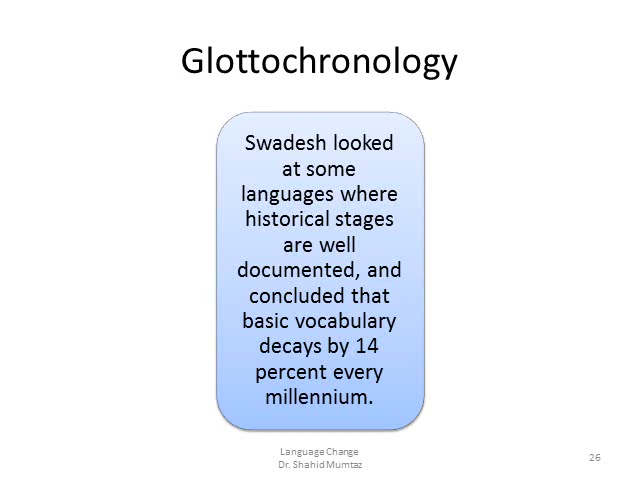 Glottochronology
Swadesh looked
at some
languages where
historical stages
are well
documented, and
concluded that
basic vocabulary
decays by 14
percent every
millennium.
Language Change
Dr. Shahid Mumtaz
26